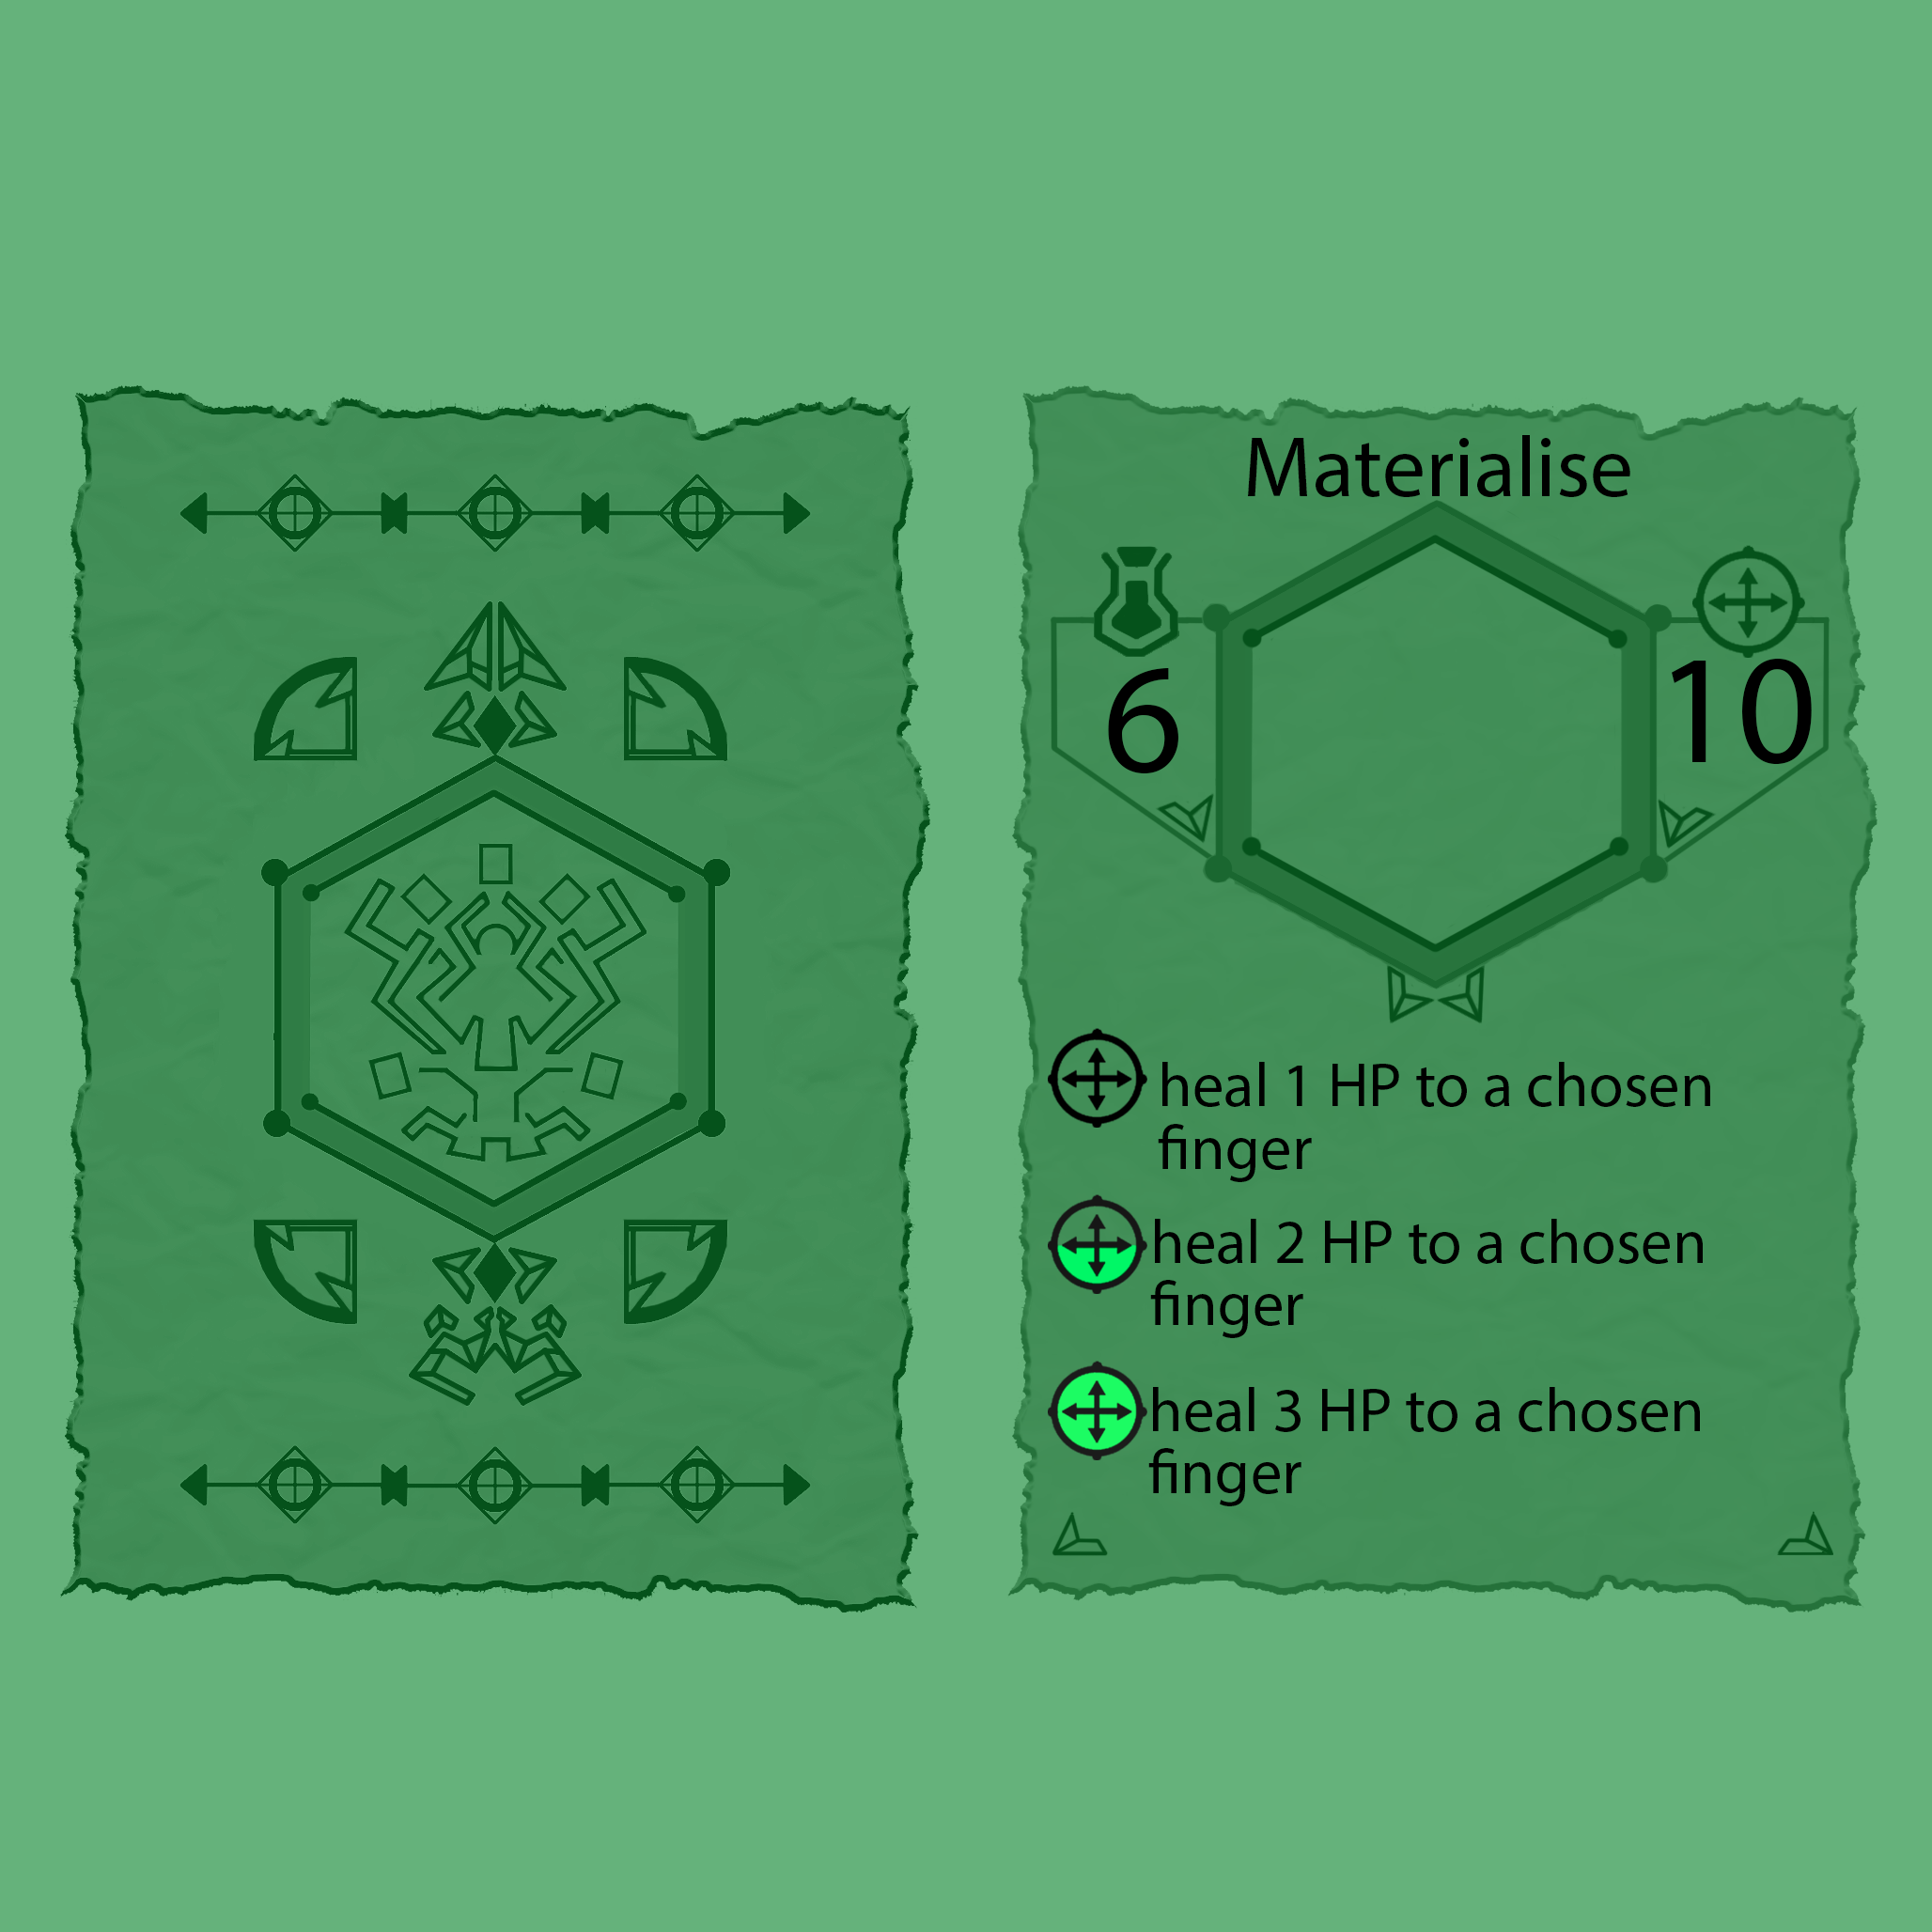 Materialise
6
10
heal 1 HP to a chosen
finger
heal 2 HP to a chosen
finger
heal 3 HP to a chosen
finger